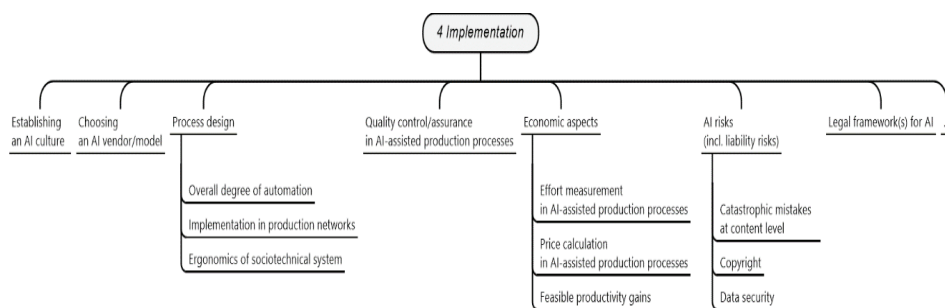 4 Implementation
Establishing
an AI culture
Choosing
an AI vendor/model
Process design
Overall degree of automation
Implementation in production networks
Ergonomics of sociotechnical system
Quality control/assurance
in AI-assisted production processes
Economic aspects
Effort measurement
in AI-assisted production processes
Price calculation
in AI-assisted production processes
Feasible productivity gains
AI risks
(incl. liability risks)
Catastrophic mistakes
at content level
Copyright
Data security
Legal framework(s) for AI